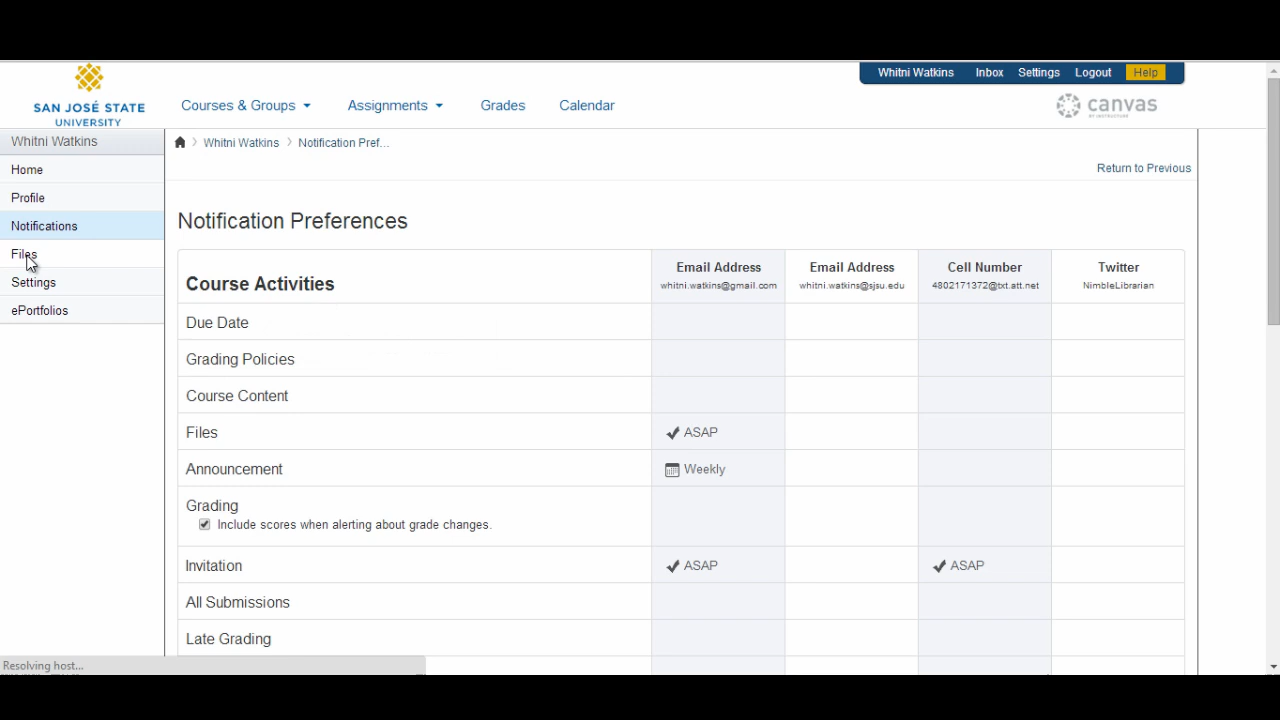 Whitni Watkins Inbox Settings Logout Help
SAN JOSÉ STATE
UNIVERSITY
Courses & Groups Assignments Grades Calendar
canvas
BY INSTRUCTURE
Whitni Watkins
Home
Profile
Notifications
Files
Settings
ePortfolios
Whitni Watkins Notification Pref...
Return to Previous
Notification Preferences
Course Activities
Email Address
whitni.watkins@gmail.com
Email Address
whitni.watkins@sjsu.edu
Cell Number
4802171372@txt.att.net
Twitter
NimbleLibrarian
Due Date
Grading Policies
Course Content
Files ASAP
Announcement Weekly
Grading
Include scores when alerting about grade changes.
Invitation ASAP ASAP
All Submissions
Late Grading
Resolving host...